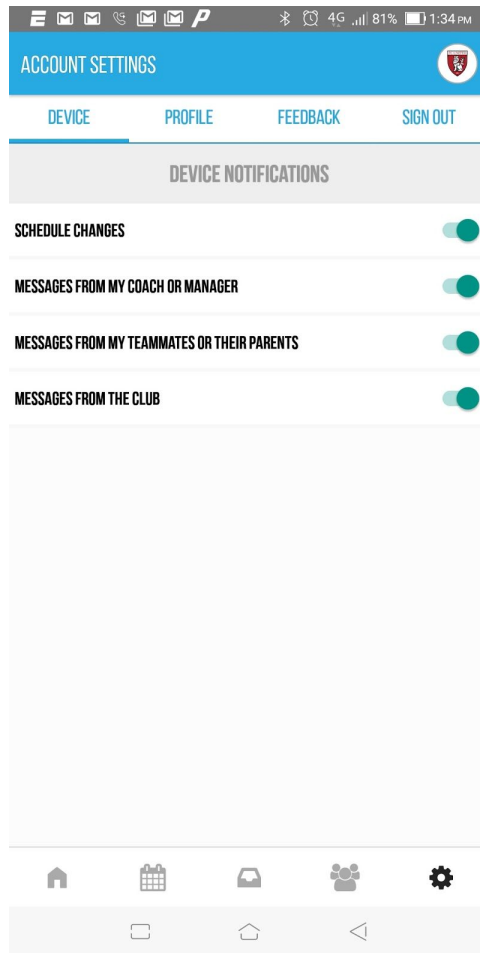 4G 81% 1:34 PM
ACCOUNT SETTINGS
DEVICE PROFILE FEEDBACK SIGN OUT
DEVICE NOTIFICATIONS
SCHEDULE CHANGES
MESSAGES FROM MY COACH OR MANAGER
MESSAGES FROM MY TEAMMATES OR THEIR PARENTS
MESSAGES FROM THE CLUB